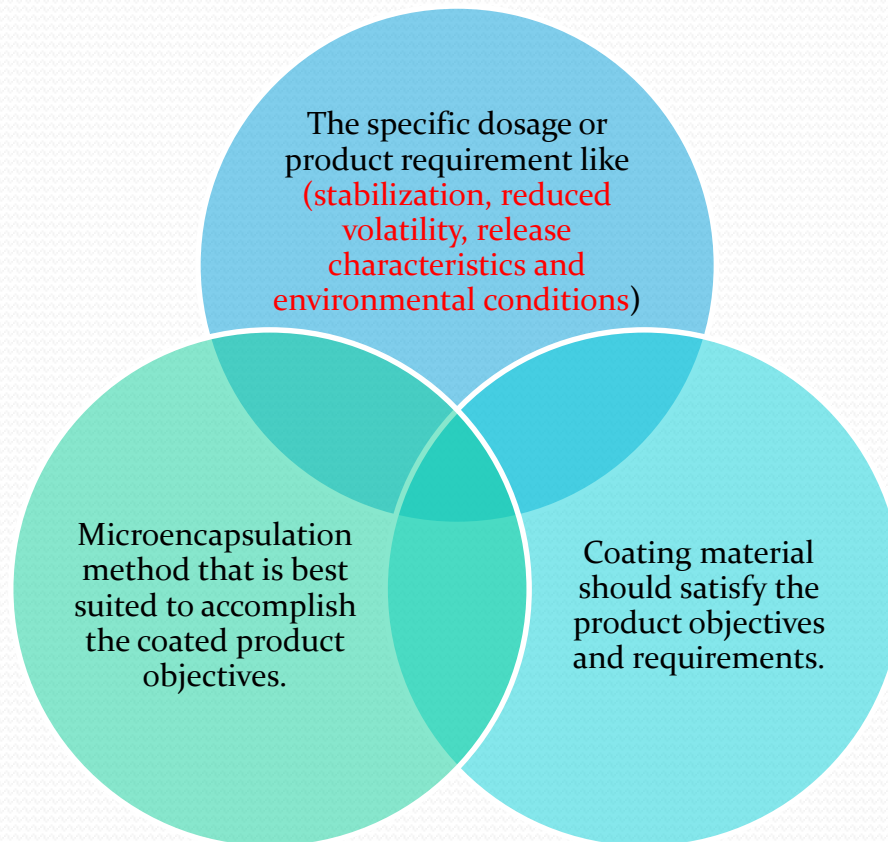 The specific dosage or
product requirement like
(stabilization, reduced
volatility, release
characteristics and
environmental conditions)
Microencapsulation
method that is best
suited to accomplish
the coated product
objectives.
Coating material
should satisfy the
product objectives
and requirements.